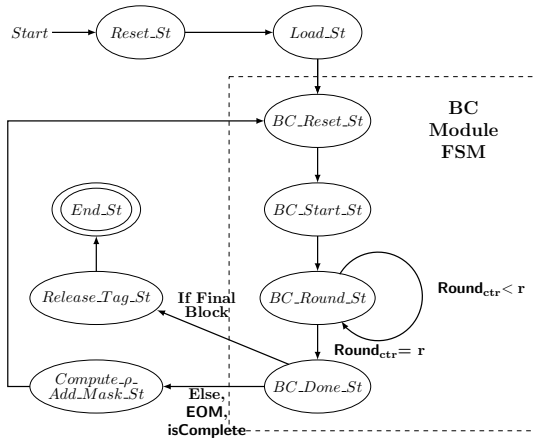 Start
Reset_St
Load_St
BC_Reset_St
BC
Module
FSM
BC_Start_St
End_St
Release_Tag_St
If Final
Block
BC_Round_St
Round_ctr < r
Round_ctr = r
Compute_ρ_
Add_Mask_St
BC_Done_St
Else,
EOM,
isComplete